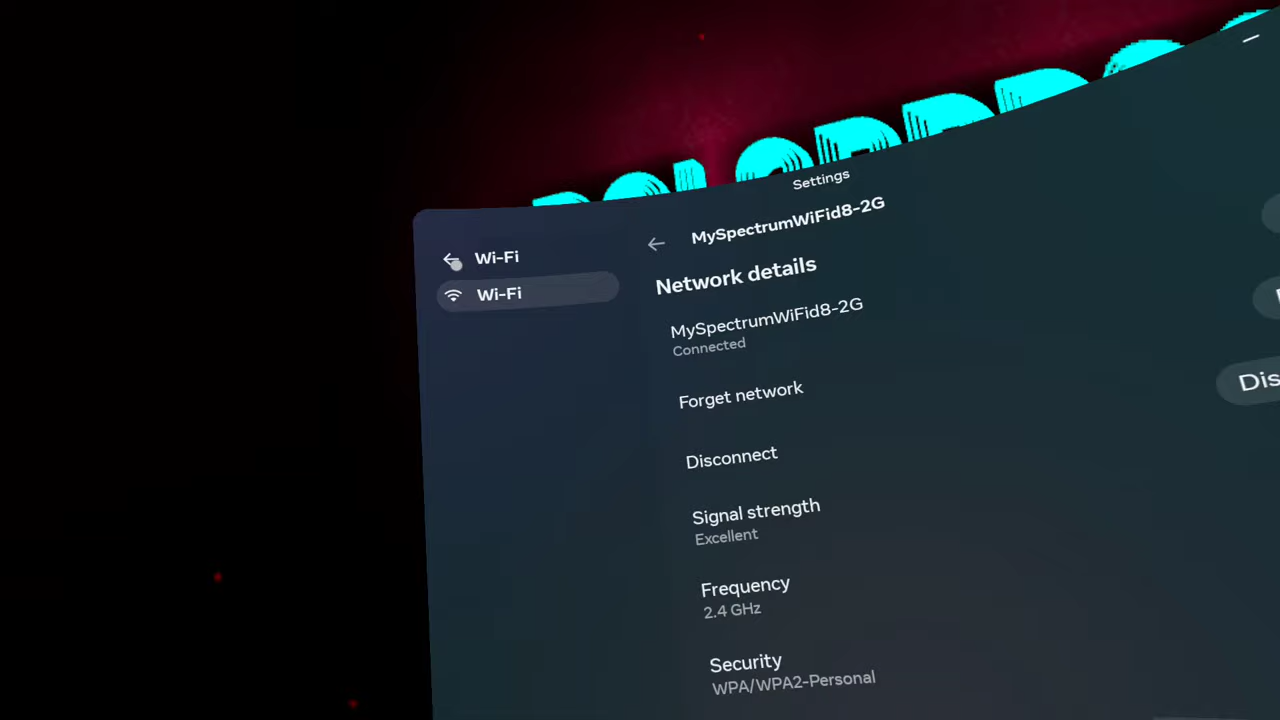 Settings
Wi-Fi
Wi-Fi
MySpectrumWiFid8-2G
Network details
MySpectrumWiFid8-2G
Connected
Forget network
Disconnect
Dis
Signal strength
Excellent
Frequency
2.4 GHz
Security
WPA/WPA2-Personal